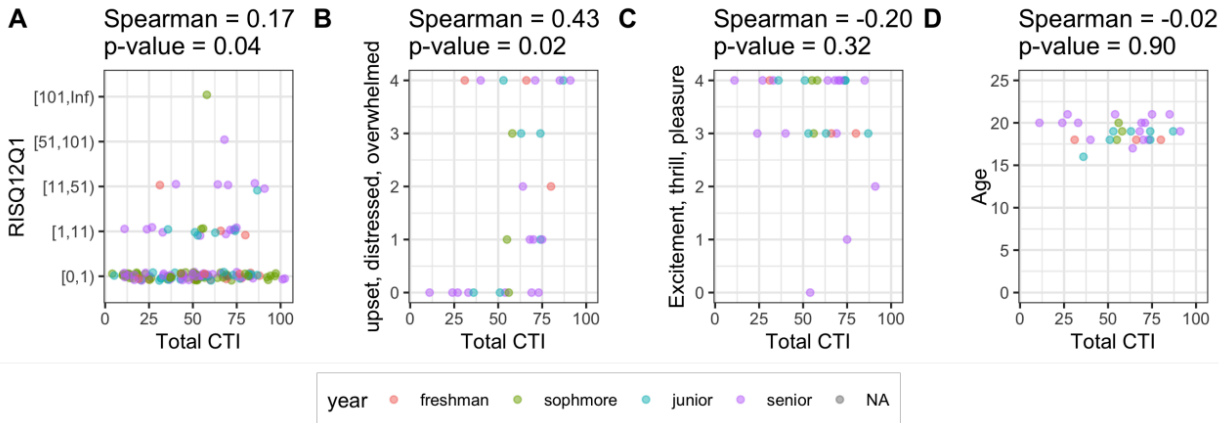 A
Spearman = 0.17
p-value = 0.04
RISQ12Q1
[101,Inf)
[51,101)
[11,51)
[1,11)
[0,1)
0 25 50 75 100
Total CTI
B
Spearman = 0.43
p-value = 0.02
upset, distressed, overwhelmed
4
3
2
1
0
0 25 50 75 100
Total CTI
C
Spearman = -0.20
p-value = 0.32
Excitement, thrill, pleasure
4
3
2
1
0
0 25 50 75 100
Total CTI
D
Spearman = -0.02
p-value = 0.90
Age
25
20
15
10
5
0
0 25 50 75 100
Total CTI
year freshman sophmore junior senior NA